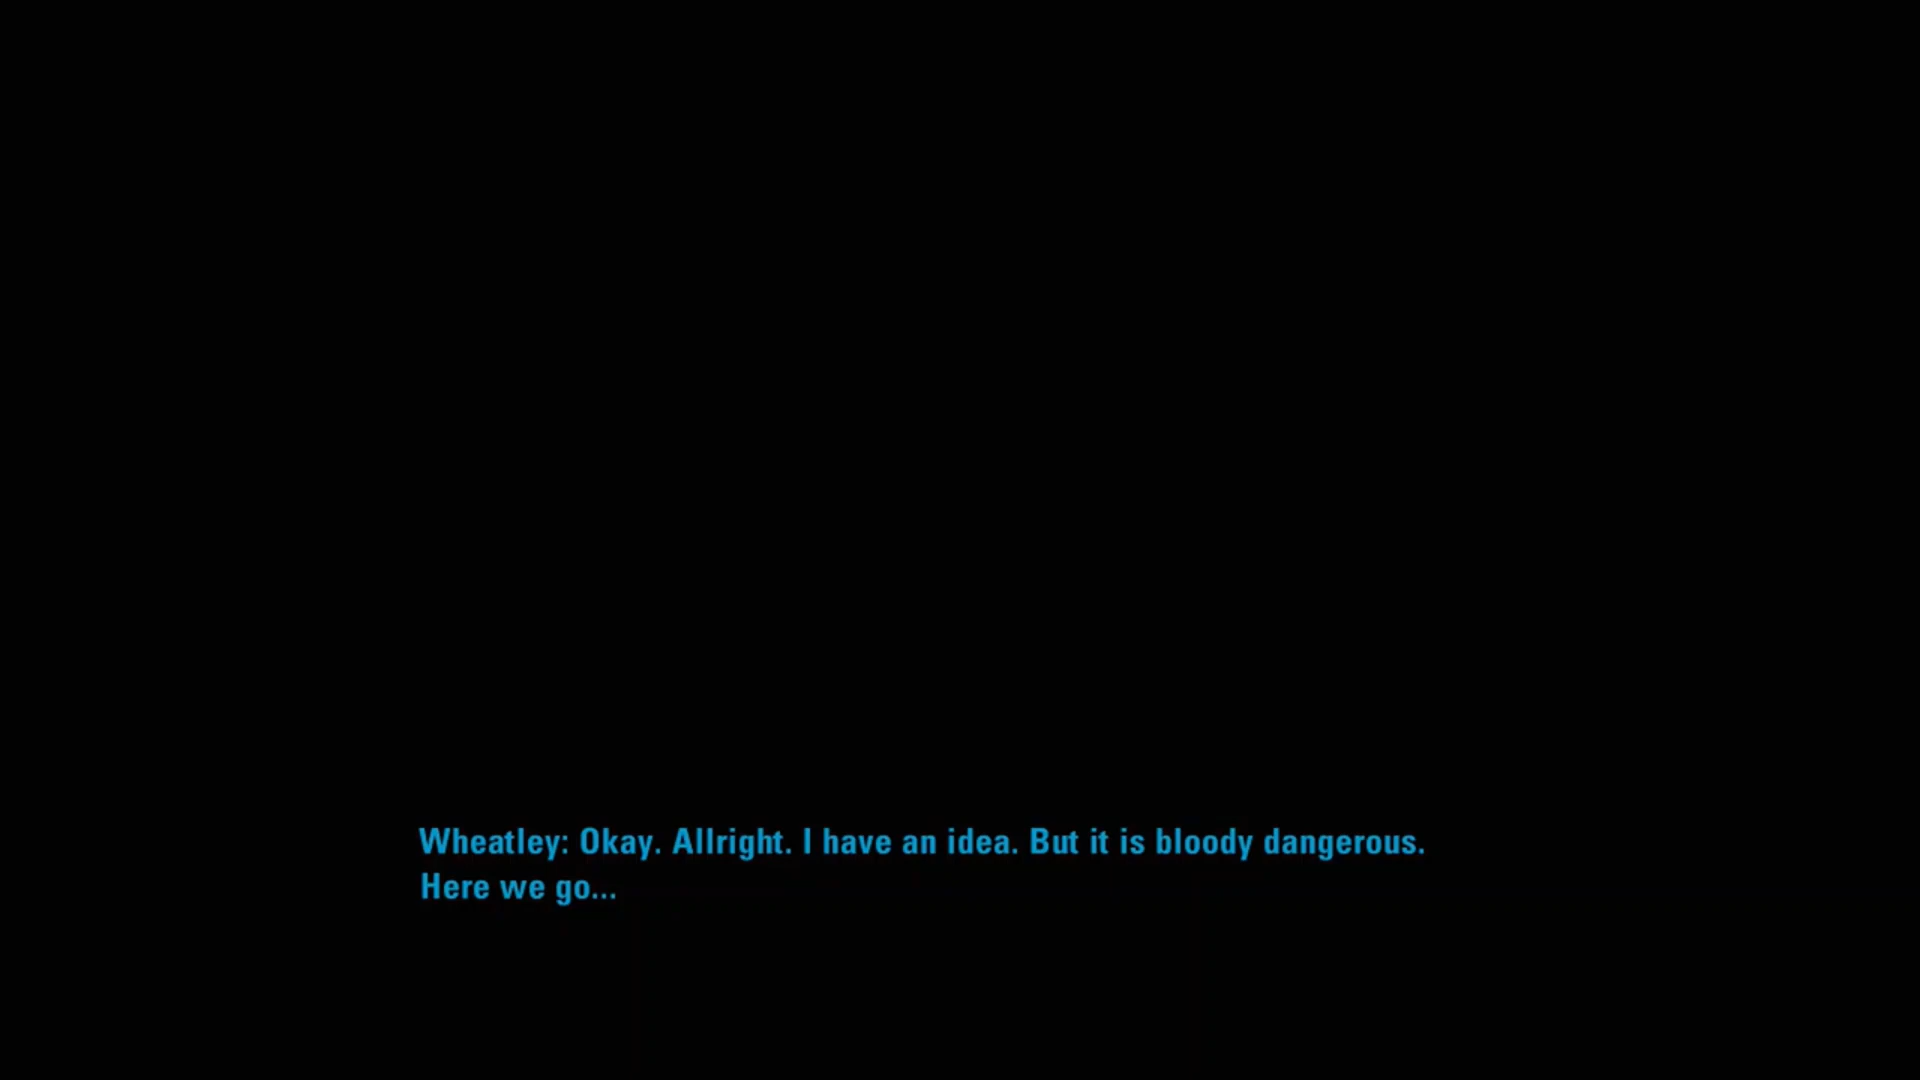 Wheatley: Okay. Allright. I have an idea. But it is bloody dangerous.
Here we go...